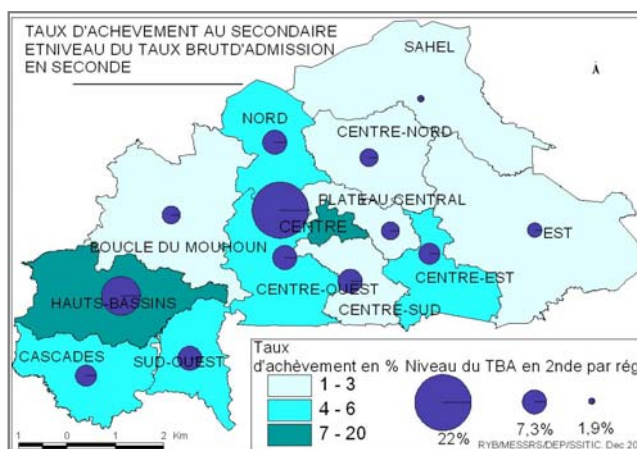 TAUX D'ACHEVEMENT AU SECONDAIRE
ETNIVEAU DU TAUX BRUTD'ADMISSION
EN SECONDE
SAHEL
NORD
CENTRE-NORD
PLATEAU CENTRAL
CENTRE
EST
BOUCLE DU MOUHOUN
CENTRE-EST
HAUTS-BASSINS
CENTRE-OUEST
CENTRE-SUD
CASCADES
SUD-OUEST
Taux
d'achèvement en %
1 - 3
4 - 6
7 - 20
Niveau du TBA en 2nde par rég
22%
7,3%
1,9%
RYB/MESSRS/DEP/SSITIC. Dec 20
1 0 1 2 Km